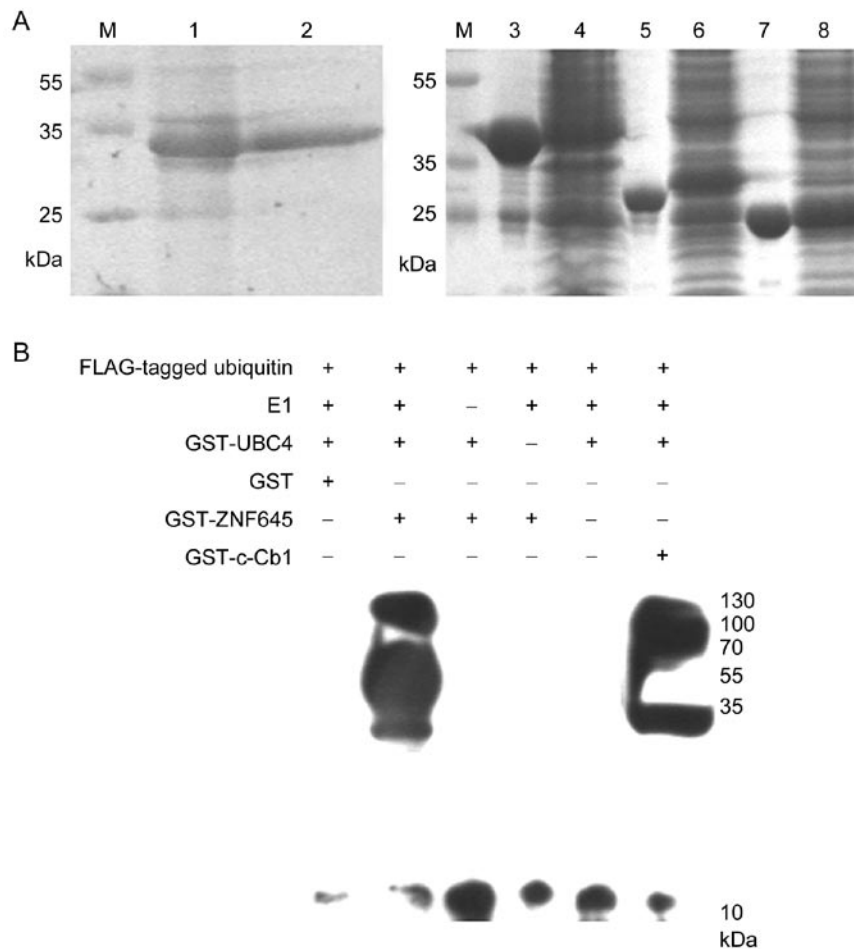 A
M 1 2
55
35
25
kDa
M 3 4 5 6 7 8
55
35
25
kDa
B
FLAG-tagged ubiquitin + + + + + +
E1 + + – + + +
GST-UBC4 + + + – + +
GST + – – – – –
GST-ZNF645 – + + + – –
GST-c-Cb1 – – – – – +
130
100
70
55
35
10
kDa